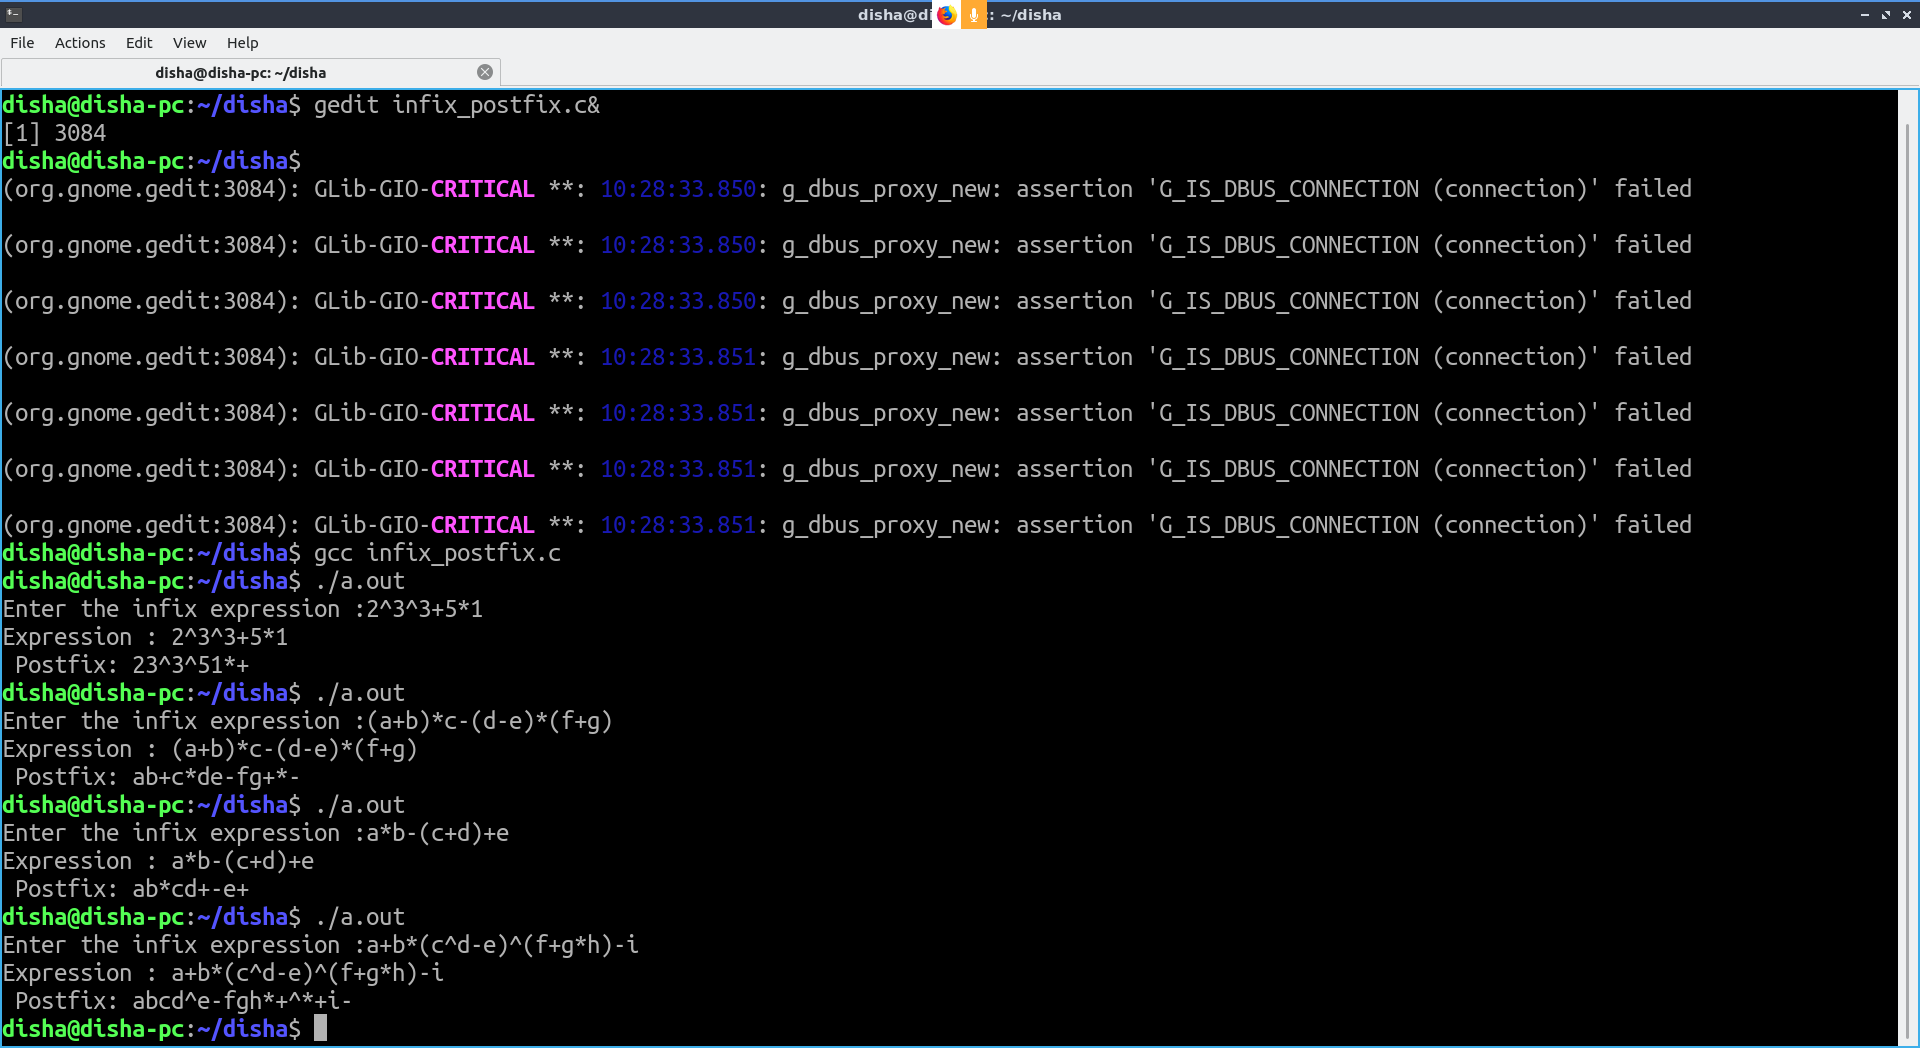 disha@di : ~/disha
File Actions Edit View Help
disha@disha-pc: ~/disha
disha@disha-pc:~/disha$ gedit infix_postfix.c&
[1] 3084
disha@disha-pc:~/disha$
(org.gnome.gedit:3084): GLib-GIO-CRITICAL **: 10:28:33.850: g_dbus_proxy_new: assertion 'G_IS_DBUS_CONNECTION (connection)' failed
(org.gnome.gedit:3084): GLib-GIO-CRITICAL **: 10:28:33.850: g_dbus_proxy_new: assertion 'G_IS_DBUS_CONNECTION (connection)' failed
(org.gnome.gedit:3084): GLib-GIO-CRITICAL **: 10:28:33.850: g_dbus_proxy_new: assertion 'G_IS_DBUS_CONNECTION (connection)' failed
(org.gnome.gedit:3084): GLib-GIO-CRITICAL **: 10:28:33.851: g_dbus_proxy_new: assertion 'G_IS_DBUS_CONNECTION (connection)' failed
(org.gnome.gedit:3084): GLib-GIO-CRITICAL **: 10:28:33.851: g_dbus_proxy_new: assertion 'G_IS_DBUS_CONNECTION (connection)' failed
(org.gnome.gedit:3084): GLib-GIO-CRITICAL **: 10:28:33.851: g_dbus_proxy_new: assertion 'G_IS_DBUS_CONNECTION (connection)' failed
(org.gnome.gedit:3084): GLib-GIO-CRITICAL **: 10:28:33.851: g_dbus_proxy_new: assertion 'G_IS_DBUS_CONNECTION (connection)' failed
disha@disha-pc:~/disha$ gcc infix_postfix.c
disha@disha-pc:~/disha$ ./a.out
Enter the infix expression :2^3^3+5*1
Expression : 2^3^3+5*1
 Postfix: 23^3^51*+
disha@disha-pc:~/disha$ ./a.out
Enter the infix expression :(a+b)*c-(d-e)*(f+g)
Expression : (a+b)*c-(d-e)*(f+g)
 Postfix: ab+c*de-fg+*-
disha@disha-pc:~/disha$ ./a.out
Enter the infix expression :a*b-(c+d)+e
Expression : a*b-(c+d)+e
 Postfix: ab*cd+-e+
disha@disha-pc:~/disha$ ./a.out
Enter the infix expression :a+b*(c^d-e)^(f+g*h)-i
Expression : a+b*(c^d-e)^(f+g*h)-i
 Postfix: abcd^e-fgh*+^*+i-
disha@disha-pc:~/disha$